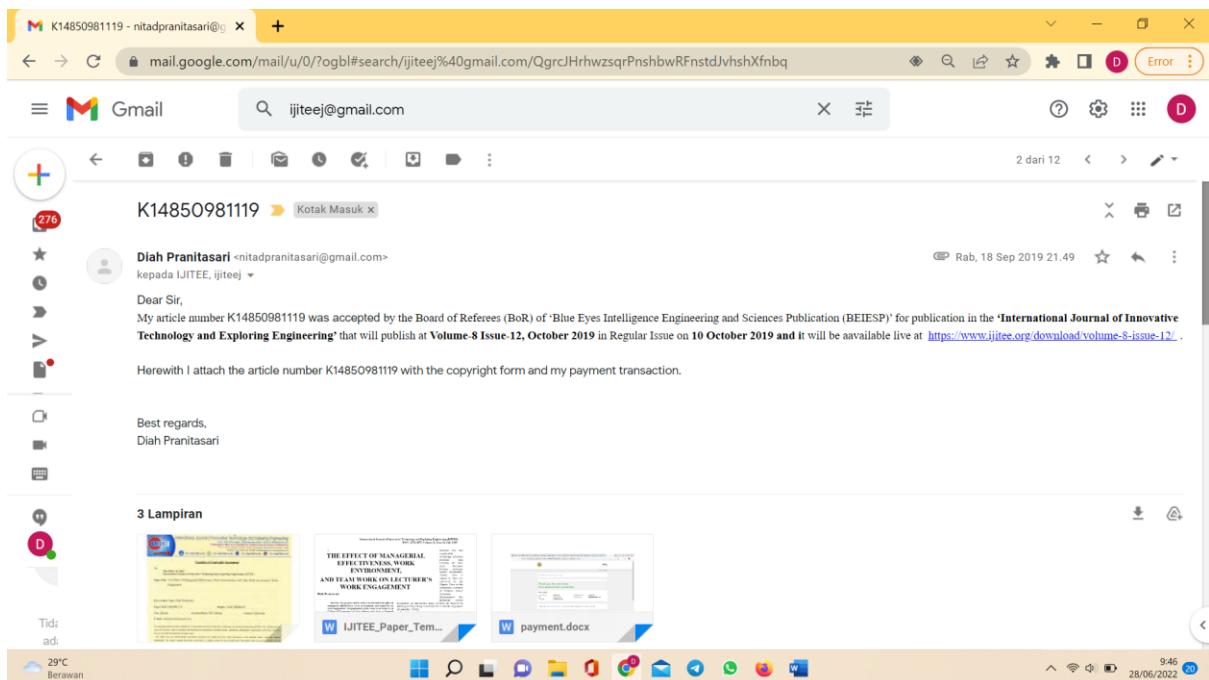 K14850981119 - nitadpranitasari@g
mail.google.com/mail/u/0/?ogbl#search/ijiteej%40gmail.com/QgrcJHrhwzsqrPnshbwRFnstdJvhshXfnbq
D
Error
Gmail
ijiteej@gmail.com
D
2 dari 12
276
K14850981119
Kotak Masuk x
Diah Pranitasari <nitadpranitasari@gmail.com>
Rab, 18 Sep 2019 21.49
kepada IJITEE, ijiteej
Dear Sir,
My article number K14850981119 was accepted by the Board of Referees (BoR) of ‘Blue Eyes Intelligence Engineering and Sciences Publication (BEIESP)’ for publication in the ‘International Journal of Innovative
Technology and Exploring Engineering’ that will publish at Volume-8 Issue-12, October 2019 in Regular Issue on 10 October 2019 and it will be aavailable live at https://www.ijitee.org/download/volume-8-issue-12/ .
Herewith I attach the article number K14850981119 with the copyright form and my payment transaction.
Best regards,
Diah Pranitasari
3 Lampiran
D
THE EFFECT OF MANAGERIAL
EFFECTIVENESS, WORK
ENVIRONMENT,
AND TEAM WORK ON LECTURER'S
WORK ENGAGEMENT
W IJITEE_Paper_Tem...
W payment.docx
29°C
Berawan
9:46
28/06/2022
20